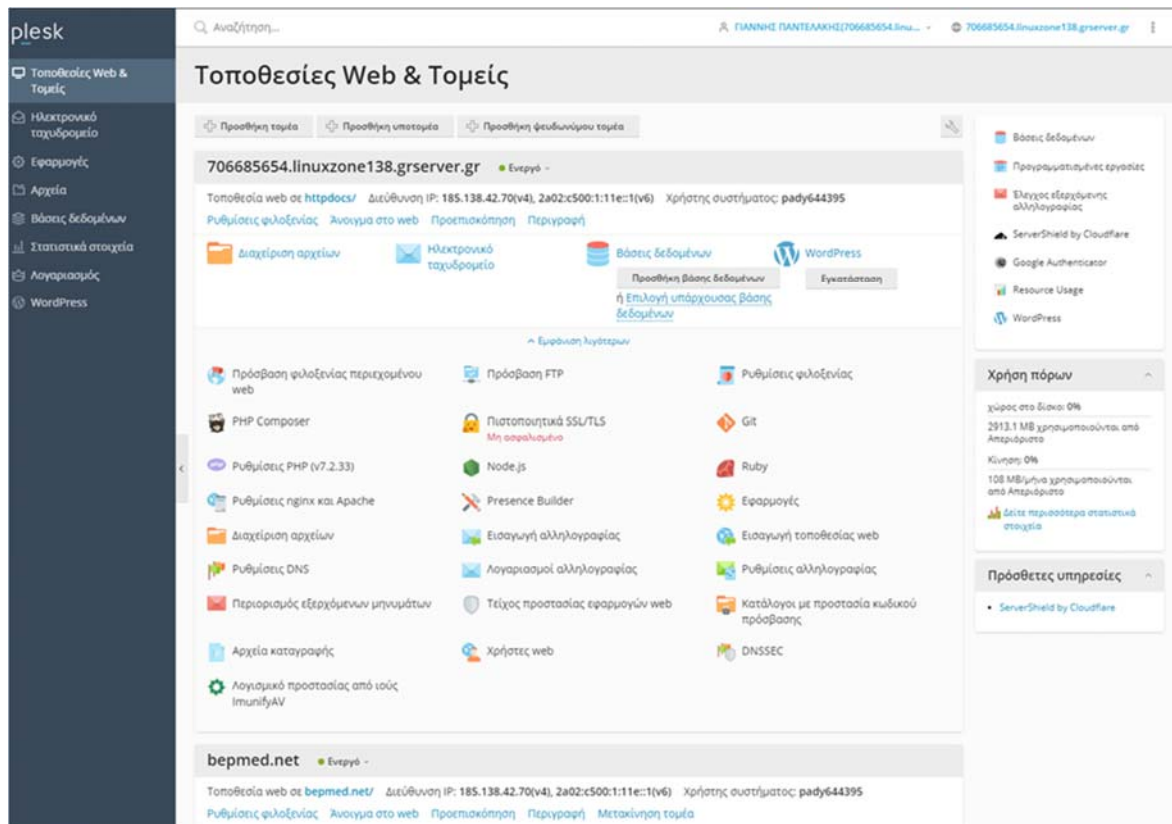 plesk
Αναζήτηση...
ΓΙΑΝΝΗΣ ΠΑΝΤΕΛΑΚΗΣ(706685654.linu...
706685654.linuxzone138.grserver.gr
Τοποθεσίες Web &
Τομείς
Ηλεκτρονικό
ταχυδρομείο
Εφαρμογές
Αρχεία
Βάσεις δεδομένων
Στατιστικά στοιχεία
Λογαριασμός
WordPress
Τοποθεσίες Web & Τομείς
Προσθήκη τομέα
Προσθήκη υποτομέα
Προσθήκη ψευδωνύμου τομέα
706685654.linuxzone138.grserver.gr
Ενεργό
Τοποθεσία web σε httpdocs/ Διεύθυνση IP: 185.138.42.70(v4), 2a02:c500:1:11e::1(v6) Χρήστης συστήματος: pady644395
Ρυθμίσεις φιλοξενίας Άνοιγμα στο web Προεπισκόπηση Περιγραφή
Διαχείριση αρχείων
Ηλεκτρονικό
ταχυδρομείο
Βάσεις δεδομένων
Προσθήκη βάσης δεδομένων
ή Επιλογή υπάρχουσας βάσης
δεδομένων
WordPress
Εγκατάσταση
Εμφάνιση λιγότερων
Πρόσβαση φιλοξενίας περιεχομένου
web
Πρόσβαση FTP
Ρυθμίσεις φιλοξενίας
PHP Composer
Πιστοποιητικά SSL/TLS
Μη ασφαλισμένο
Git
Ρυθμίσεις PHP (v7.2.33)
Node.js
Ruby
Ρυθμίσεις nginx και Apache
Presence Builder
Εφαρμογές
Διαχείριση αρχείων
Εισαγωγή αλληλογραφίας
Εισαγωγή τοποθεσίας web
Ρυθμίσεις DNS
Λογαριασμοί αλληλογραφίας
Ρυθμίσεις αλληλογραφίας
Περιορισμός εξερχόμενων μηνυμάτων
Τείχος προστασίας εφαρμογών web
Κατάλογοι με προστασία κωδικού
πρόσβασης
Αρχεία καταγραφής
Χρήστες web
DNSSEC
Λογισμικό προστασίας από ιούς
ImunifyAV
bepmed.net
Ενεργό
Τοποθεσία web σε bepmed.net/ Διεύθυνση IP: 185.138.42.70(v4), 2a02:c500:1:11e::1(v6) Χρήστης συστήματος: pady644395
Ρυθμίσεις φιλοξενίας Άνοιγμα στο web Προεπισκόπηση Περιγραφή Μετακίνηση τομέα
Βάσεις δεδομένων
Προγραμματισμένες εργασίες
Έλεγχος εξερχόμενης
αλληλογραφίας
ServerShield by Cloudflare
Google Authenticator
Resource Usage
WordPress
Χρήση πόρων
χώρος στο δίσκο: 0%
2913.1 MB χρησιμοποιούνται από
Απεριόριστο
Κίνηση: 0%
108 MB/μήνα χρησιμοποιούνται
από Απεριόριστο
Δείτε περισσότερα στατιστικά
στοιχεία
Πρόσθετες υπηρεσίες
ServerShield by Cloudflare